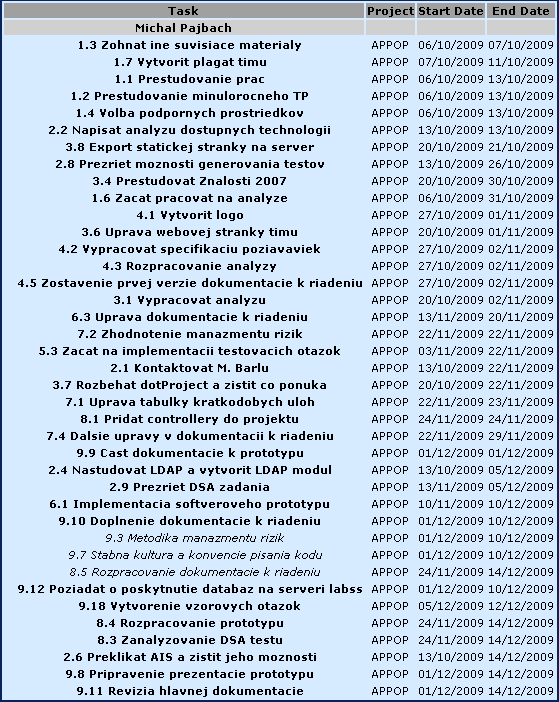 Task Project Start Date End Date
Michal Pajbach
1.3 Zohnat ine suvisiace materialy APPOP 06/10/2009 07/10/2009
1.7 Vytvorit plagat timu APPOP 07/10/2009 11/10/2009
1.1 Prestudovanie prac APPOP 06/10/2009 13/10/2009
1.2 Prestudovanie minulorocneho TP APPOP 06/10/2009 13/10/2009
1.4 Volba podpornych prostriedkov APPOP 06/10/2009 13/10/2009
2.2 Napisat analyzu dostupnych technologii APPOP 13/10/2009 13/10/2009
3.8 Export statickej stranky na server APPOP 20/10/2009 21/10/2009
2.8 Prezriet moznosti generovania testov APPOP 13/10/2009 26/10/2009
3.4 Prestudovat Znalosti 2007 APPOP 20/10/2009 30/10/2009
1.6 Zacat pracovat na analyze APPOP 06/10/2009 31/10/2009
4.1 Vytvorit logo APPOP 27/10/2009 01/11/2009
3.6 Uprava webovej stranky timu APPOP 20/10/2009 01/11/2009
4.2 Vypracovat specifikaciu poziavaviek APPOP 27/10/2009 02/11/2009
4.3 Rozpracovanie analyzy APPOP 27/10/2009 02/11/2009
4.5 Zostavenie prvej verzie dokumentacie k riadeniu APPOP 27/10/2009 02/11/2009
3.1 Vypracovat analyzu APPOP 20/10/2009 02/11/2009
6.3 Uprava dokumentacie k riadeniu APPOP 13/11/2009 20/11/2009
7.2 Zhodnotenie manazmentu rizik APPOP 22/11/2009 22/11/2009
5.3 Zacat na implementacii testovacich otazok APPOP 03/11/2009 22/11/2009
2.1 Kontaktovat M. Barlu APPOP 13/10/2009 22/11/2009
3.7 Rozbehat dotProject a zistit co ponuka APPOP 20/10/2009 22/11/2009
7.1 Uprava tabulky kratkodobych uloh APPOP 22/11/2009 23/11/2009
8.1 Pridat controllery do projektu APPOP 24/11/2009 24/11/2009
7.4 Dalsie upravy v dokumentacii k riadeniu APPOP 22/11/2009 29/11/2009
9.9 Cast dokumentacie k prototypu APPOP 01/12/2009 01/12/2009
2.4 Nastudovat LDAP a vytvorit LDAP modul APPOP 13/10/2009 05/12/2009
2.9 Prezriet DSA zadania APPOP 13/11/2009 05/12/2009
6.1 Implementacia softveroveho prototypu APPOP 10/11/2009 10/12/2009
9.10 Doplnenie dokumentacie k riadeniu APPOP 01/12/2009 10/12/2009
9.3 Metodika manazmentu rizik APPOP 01/12/2009 10/12/2009
9.7 Stabna kultura a konvencie pisania kodu APPOP 01/12/2009 10/12/2009
8.5 Rozpracovanie dokumentacie k riadeniu APPOP 24/11/2009 14/12/2009
9.12 Poziadat o poskytnutie databaz na serveri labss APPOP 01/12/2009 10/12/2009
9.18 Vytvorenie vzorovych otazok APPOP 05/12/2009 12/12/2009
8.4 Rozpracovanie prototypu APPOP 24/11/2009 14/12/2009
8.3 Zanalyzovanie DSA testu APPOP 24/11/2009 14/12/2009
2.6 Preklikat AIS a zistit jeho moznosti APPOP 13/10/2009 14/12/2009
9.8 Pripravenie prezentacie prototypu APPOP 01/12/2009 14/12/2009
9.11 Revizia hlavnej dokumentacie APPOP 01/12/2009 14/12/2009